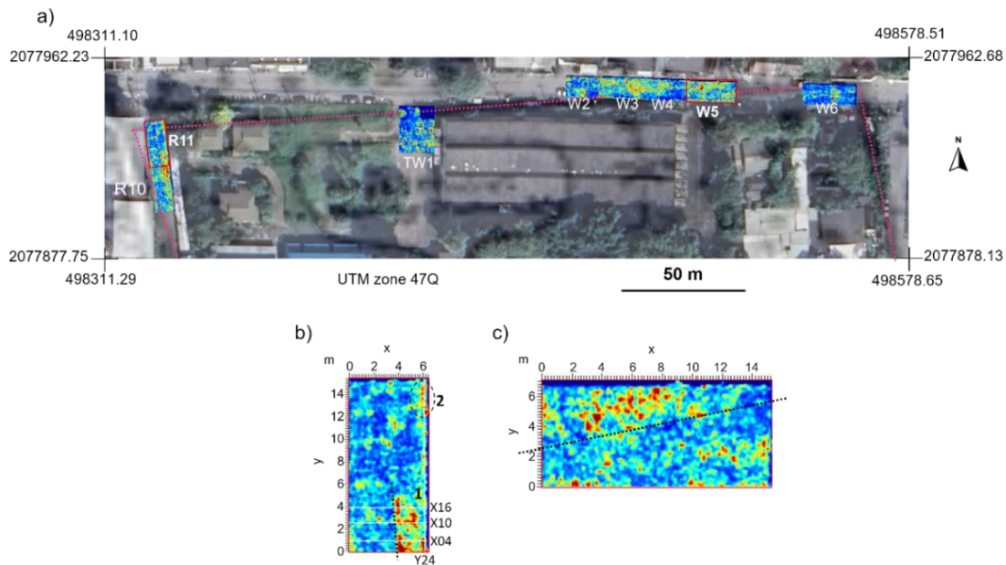 a)
498311.10
498578.51
2077962.23
2077962.68
W2
W3
W4
W5
W6
R11
TW1
R10
N
2077877.75
2077878.13
498311.29
UTM zone 47Q
50 m
498578.65
b)
x
m
0 2 4 6
14
12
10
8
6
4
2
0
y
2
1
X16
X10
X04
Y24
c)
x
m
0 2 4 6 8 10 12 14
6
4
2
0
y